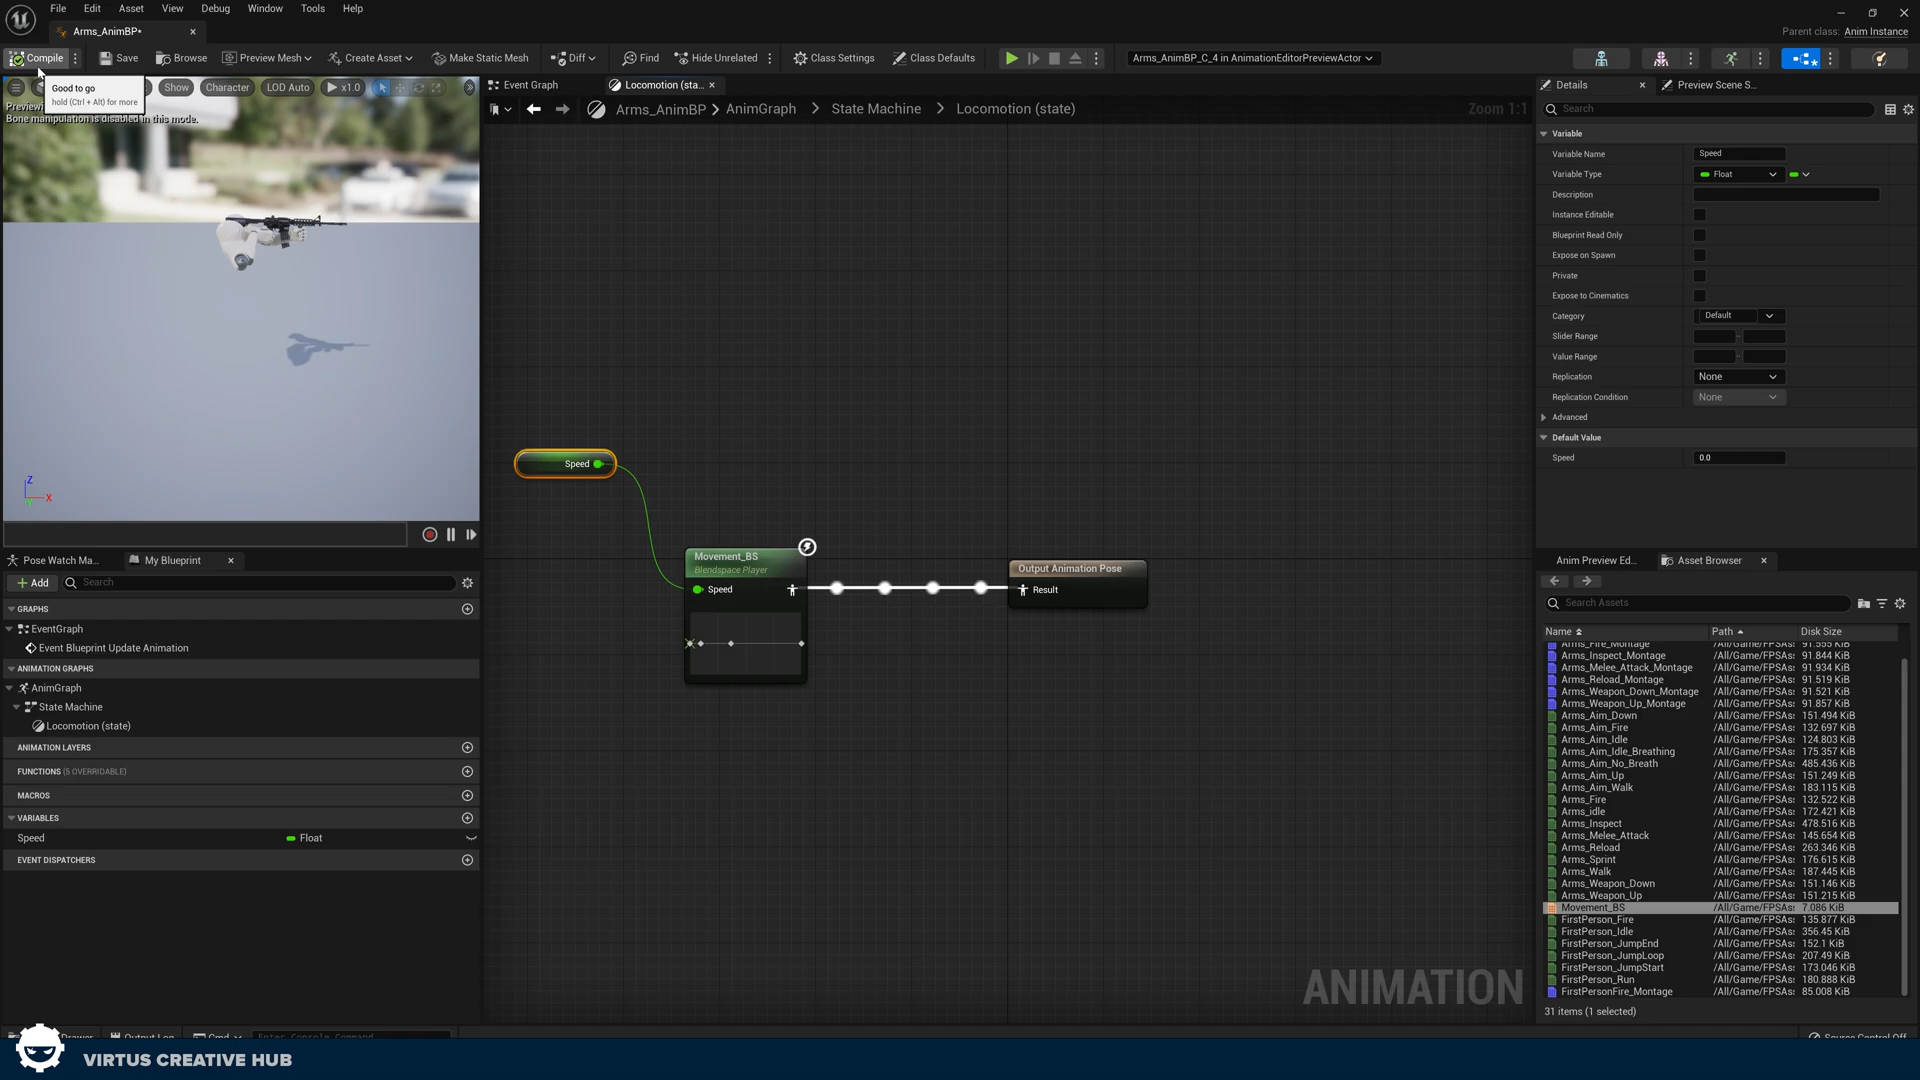 File Edit Asset View Debug Window Tools Help
Arms_AnimBP*
Parent class: Anim Instance
Compile Save Browse Preview Mesh Create Asset Make Static Mesh Diff Find Hide Unrelated Class Settings Class Defaults Arms_AnimBP_C_4 in AnimationEditorPreviewActor
Good to go
hold (Ctrl + Alt) for more
Show Character LOD Auto x1.0
Bone manipulation is disabled in this mode.
Z
X
Event Graph Locomotion (sta...
Arms_AnimBP > AnimGraph > State Machine > Locomotion (state)
Zoom 1:1
Speed
Movement_BS
Blendspace Player
Speed
Output Animation Pose
Result
ANIMATION
Pose Watch Ma... My Blueprint
+ Add Search
GRAPHS
EventGraph
Event Blueprint Update Animation
ANIMATION GRAPHS
AnimGraph
State Machine
Locomotion (state)
ANIMATION LAYERS
FUNCTIONS (5 OVERRIDABLE)
MACROS
VARIABLES
Speed Float
EVENT DISPATCHERS
Details Preview Scene S...
Search
Variable
Variable Name Speed
Variable Type Float
Description
Instance Editable
Blueprint Read Only
Expose on Spawn
Private
Expose to Cinematics
Category Default
Slider Range
Value Range
Replication None
Replication Condition None
Advanced
Default Value
Speed 0.0
Anim Preview Ed... Asset Browser
Search Assets
Name Path Disk Size
Arms_Fire_Montage /All/Game/FPSAs: 91.555 KiB
Arms_Inspect_Montage /All/Game/FPSAs: 91.844 KiB
Arms_Melee_Attack_Montage /All/Game/FPSAs: 91.934 KiB
Arms_Reload_Montage /All/Game/FPSAs: 91.519 KiB
Arms_Weapon_Down_Montage /All/Game/FPSAs: 91.521 KiB
Arms_Weapon_Up_Montage /All/Game/FPSAs: 91.857 KiB
Arms_Aim_Down /All/Game/FPSAs: 151.494 KiB
Arms_Aim_Fire /All/Game/FPSAs: 132.697 KiB
Arms_Aim_Idle /All/Game/FPSAs: 124.803 KiB
Arms_Aim_Idle_Breathing /All/Game/FPSAs: 175.357 KiB
Arms_Aim_No_Breath /All/Game/FPSAs: 485.436 KiB
Arms_Aim_Up /All/Game/FPSAs: 151.249 KiB
Arms_Aim_Walk /All/Game/FPSAs: 183.115 KiB
Arms_Fire /All/Game/FPSAs: 132.522 KiB
Arms_idle /All/Game/FPSAs: 172.421 KiB
Arms_Inspect /All/Game/FPSAs: 478.516 KiB
Arms_Melee_Attack /All/Game/FPSAs: 145.654 KiB
Arms_Reload /All/Game/FPSAs: 263.346 KiB
Arms_Sprint /All/Game/FPSAs: 176.615 KiB
Arms_Walk /All/Game/FPSAs: 187.445 KiB
Arms_Weapon_Down /All/Game/FPSAs: 151.146 KiB
Arms_Weapon_Up /All/Game/FPSAs: 151.215 KiB
Movement_BS /All/Game/FPSAs: 7.086 KiB
FirstPerson_Fire /All/Game/FPSAs: 135.877 KiB
FirstPerson_Idle /All/Game/FPSAs: 356.45 KiB
FirstPerson_JumpEnd /All/Game/FPSAs: 152.1 KiB
FirstPerson_JumpLoop /All/Game/FPSAs: 207.49 KiB
FirstPerson_JumpStart /All/Game/FPSAs: 173.046 KiB
FirstPerson_Run /All/Game/FPSAs: 180.888 KiB
FirstPersonFire_Montage /All/Game/FPSAs: 85.008 KiB
31 items (1 selected)
Output Log Cmd Enter Console Command Source Control Off
VIRTUS CREATIVE HUB